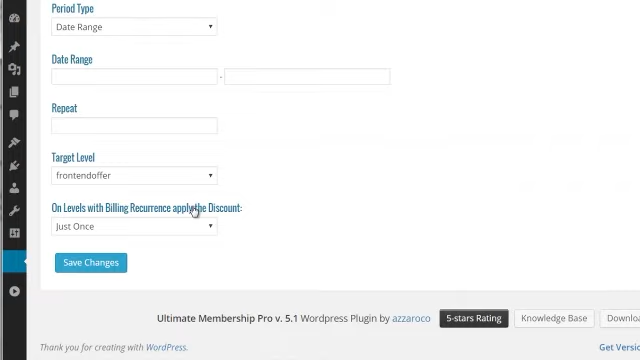 Period Type
Date Range
Date Range
-
Repeat
Target Level
frontendoffer
On Levels with Billing Recurrence apply the Discount:
Just Once
Save Changes
Ultimate Membership Pro v. 5.1 Wordpress Plugin by azzaroco 5-stars Rating Knowledge Base Downloa
Thank you for creating with WordPress. Get Versio